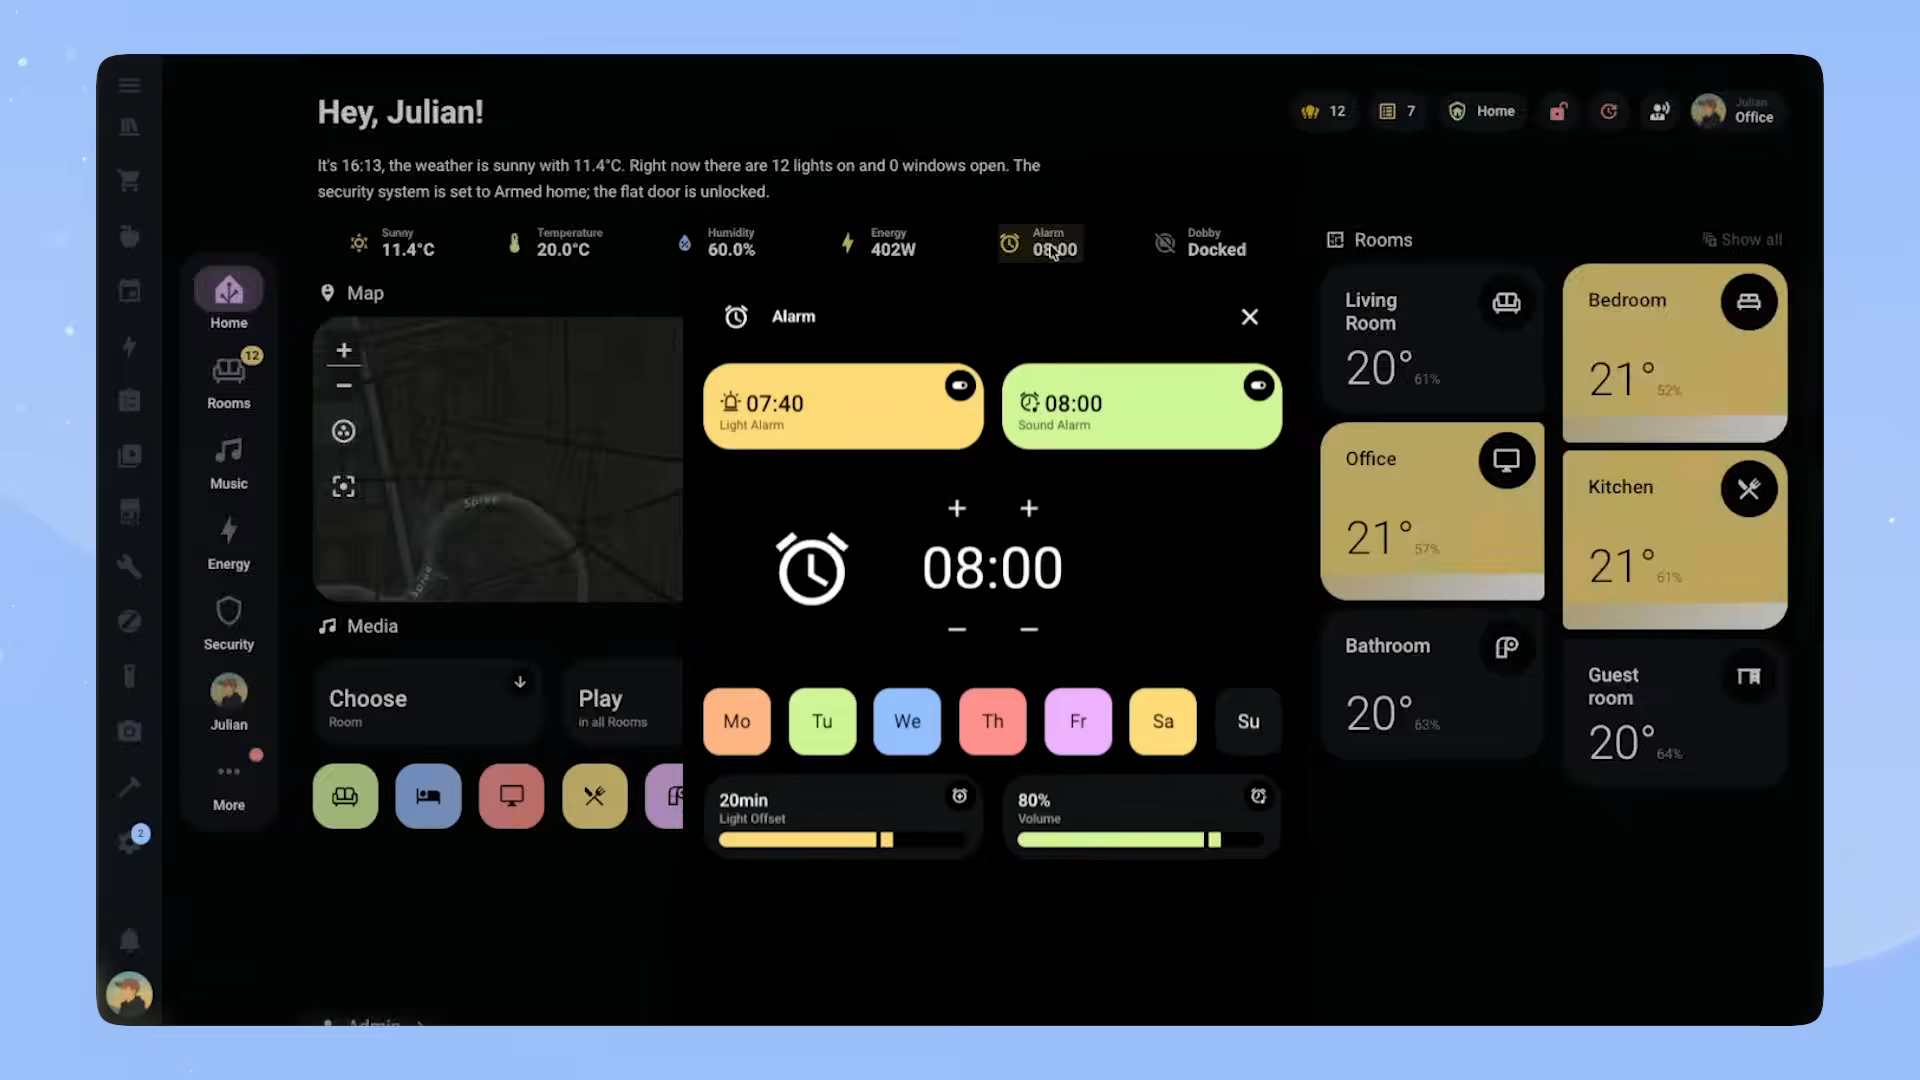 Hey, Julian!
It's 16:13, the weather is sunny with 11.4°C. Right now there are 12 lights on and 0 windows open. The
security system is set to Armed home; the flat door is unlocked.
12
7
Home
Julian
Office
Sunny
11.4°C
Temperature
20.0°C
Humidity
60.0%
Energy
402W
Alarm
08:00
Dobby
Docked
Home
12
Rooms
Music
Energy
Security
Julian
More
2
Map
+
−
Spree
Spree
Media
Choose
Room
Play
in all Rooms
Alarm
07:40
Light Alarm
08:00
Sound Alarm
+ +
08:00
− −
Mo
Tu
We
Th
Fr
Sa
Su
20min
Light Offset
80%
Volume
Rooms
Show all
Living
Room
20°
61%
Bedroom
21°
52%
Office
21°
57%
Kitchen
21°
61%
Bathroom
20°
63%
Guest
room
20°
64%